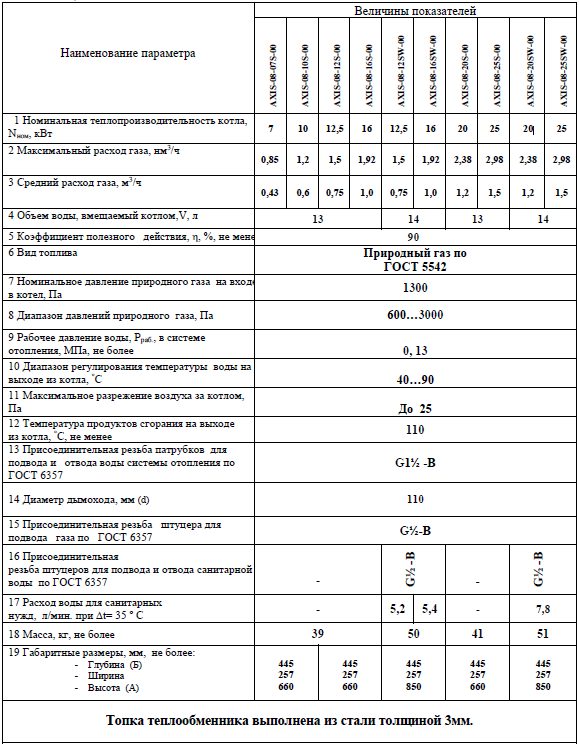 Наименование параметра
Величины показателей
AXIS-08-07S-00
AXIS-08-10S-00
AXIS-08-12S-00
AXIS-08-16S-00
AXIS-08-12SW-00
AXIS-08-16SW-00
AXIS-08-20S-00
AXIS-08-25S-00
AXIS-08-20SW-00
AXIS-08-25SW-00
1 Номинальная теплопроизводительность котла,
Nном, кВт
7 10 12,5 16 12,5 16 20 25 20 25
2 Максимальный расход газа, нм³/ч
0,85 1,2 1,5 1,92 1,5 1,92 2,38 2,98 2,38 2,98
3 Средний расход газа, м³/ч
0,43 0,6 0,75 1,0 0,75 1,0 1,2 1,5 1,2 1,5
4 Объем воды, вмещаемый котлом,V, л
13 14 13 14
5 Коэффициент полезного действия, η, %, не мене
90
6 Вид топлива
Природный газ по
ГОСТ 5542
7 Номинальное давление природного газа на входе
в котел, Па
1300
8 Диапазон давлений природного газа, Па
600…3000
9 Рабочее давление воды, Рраб., в системе
отопления, МПа, не более
0, 13
10 Диапазон регулирования температуры воды на
выходе из котла, °С
40…90
11 Максимальное разрежение воздуха за котлом,
Па
До 25
12 Температура продуктов сгорания на выходе
из котла, °С, не менее
110
13 Присоединительная резьба патрубков для
подвода и отвода воды системы отопления по
ГОСТ 6357
G1½ -В
14 Диаметр дымохода, мм (d)
110
15 Присоединительная резьба штуцера для
подвода газа по ГОСТ 6357
G½-В
16 Присоединительная
резьба штуцеров для подвода и отвода санитарной
воды по ГОСТ 6357
- G½ -В - G½ -В
17 Расход воды для санитарных
нужд, л/мин. при Δt= 35 ° С
- 5,2 5,4 - 7,8
18 Масса, кг, не более
39 50 41 51
19 Габаритные размеры, мм, не более:
- Глубина (Б)
445 445 445 445 445
- Ширина
257 257 257 257 257
- Высота (А)
660 660 850 660 850
Топка теплообменника выполнена из стали толщиной 3мм.